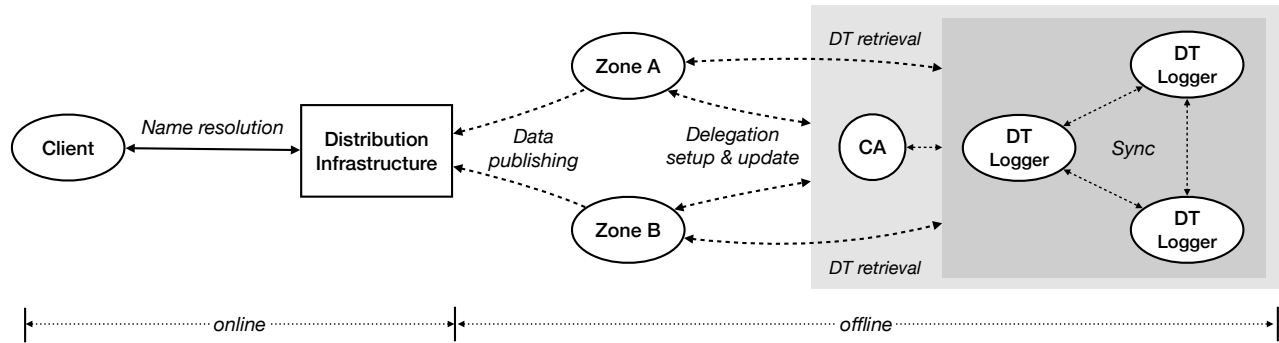 Client
Name resolution
Distribution
Infrastructure
Data
publishing
Zone A
Zone B
Delegation
setup & update
DT retrieval
DT retrieval
CA
DT
Logger
DT
Logger
Sync
DT
Logger
online
offline